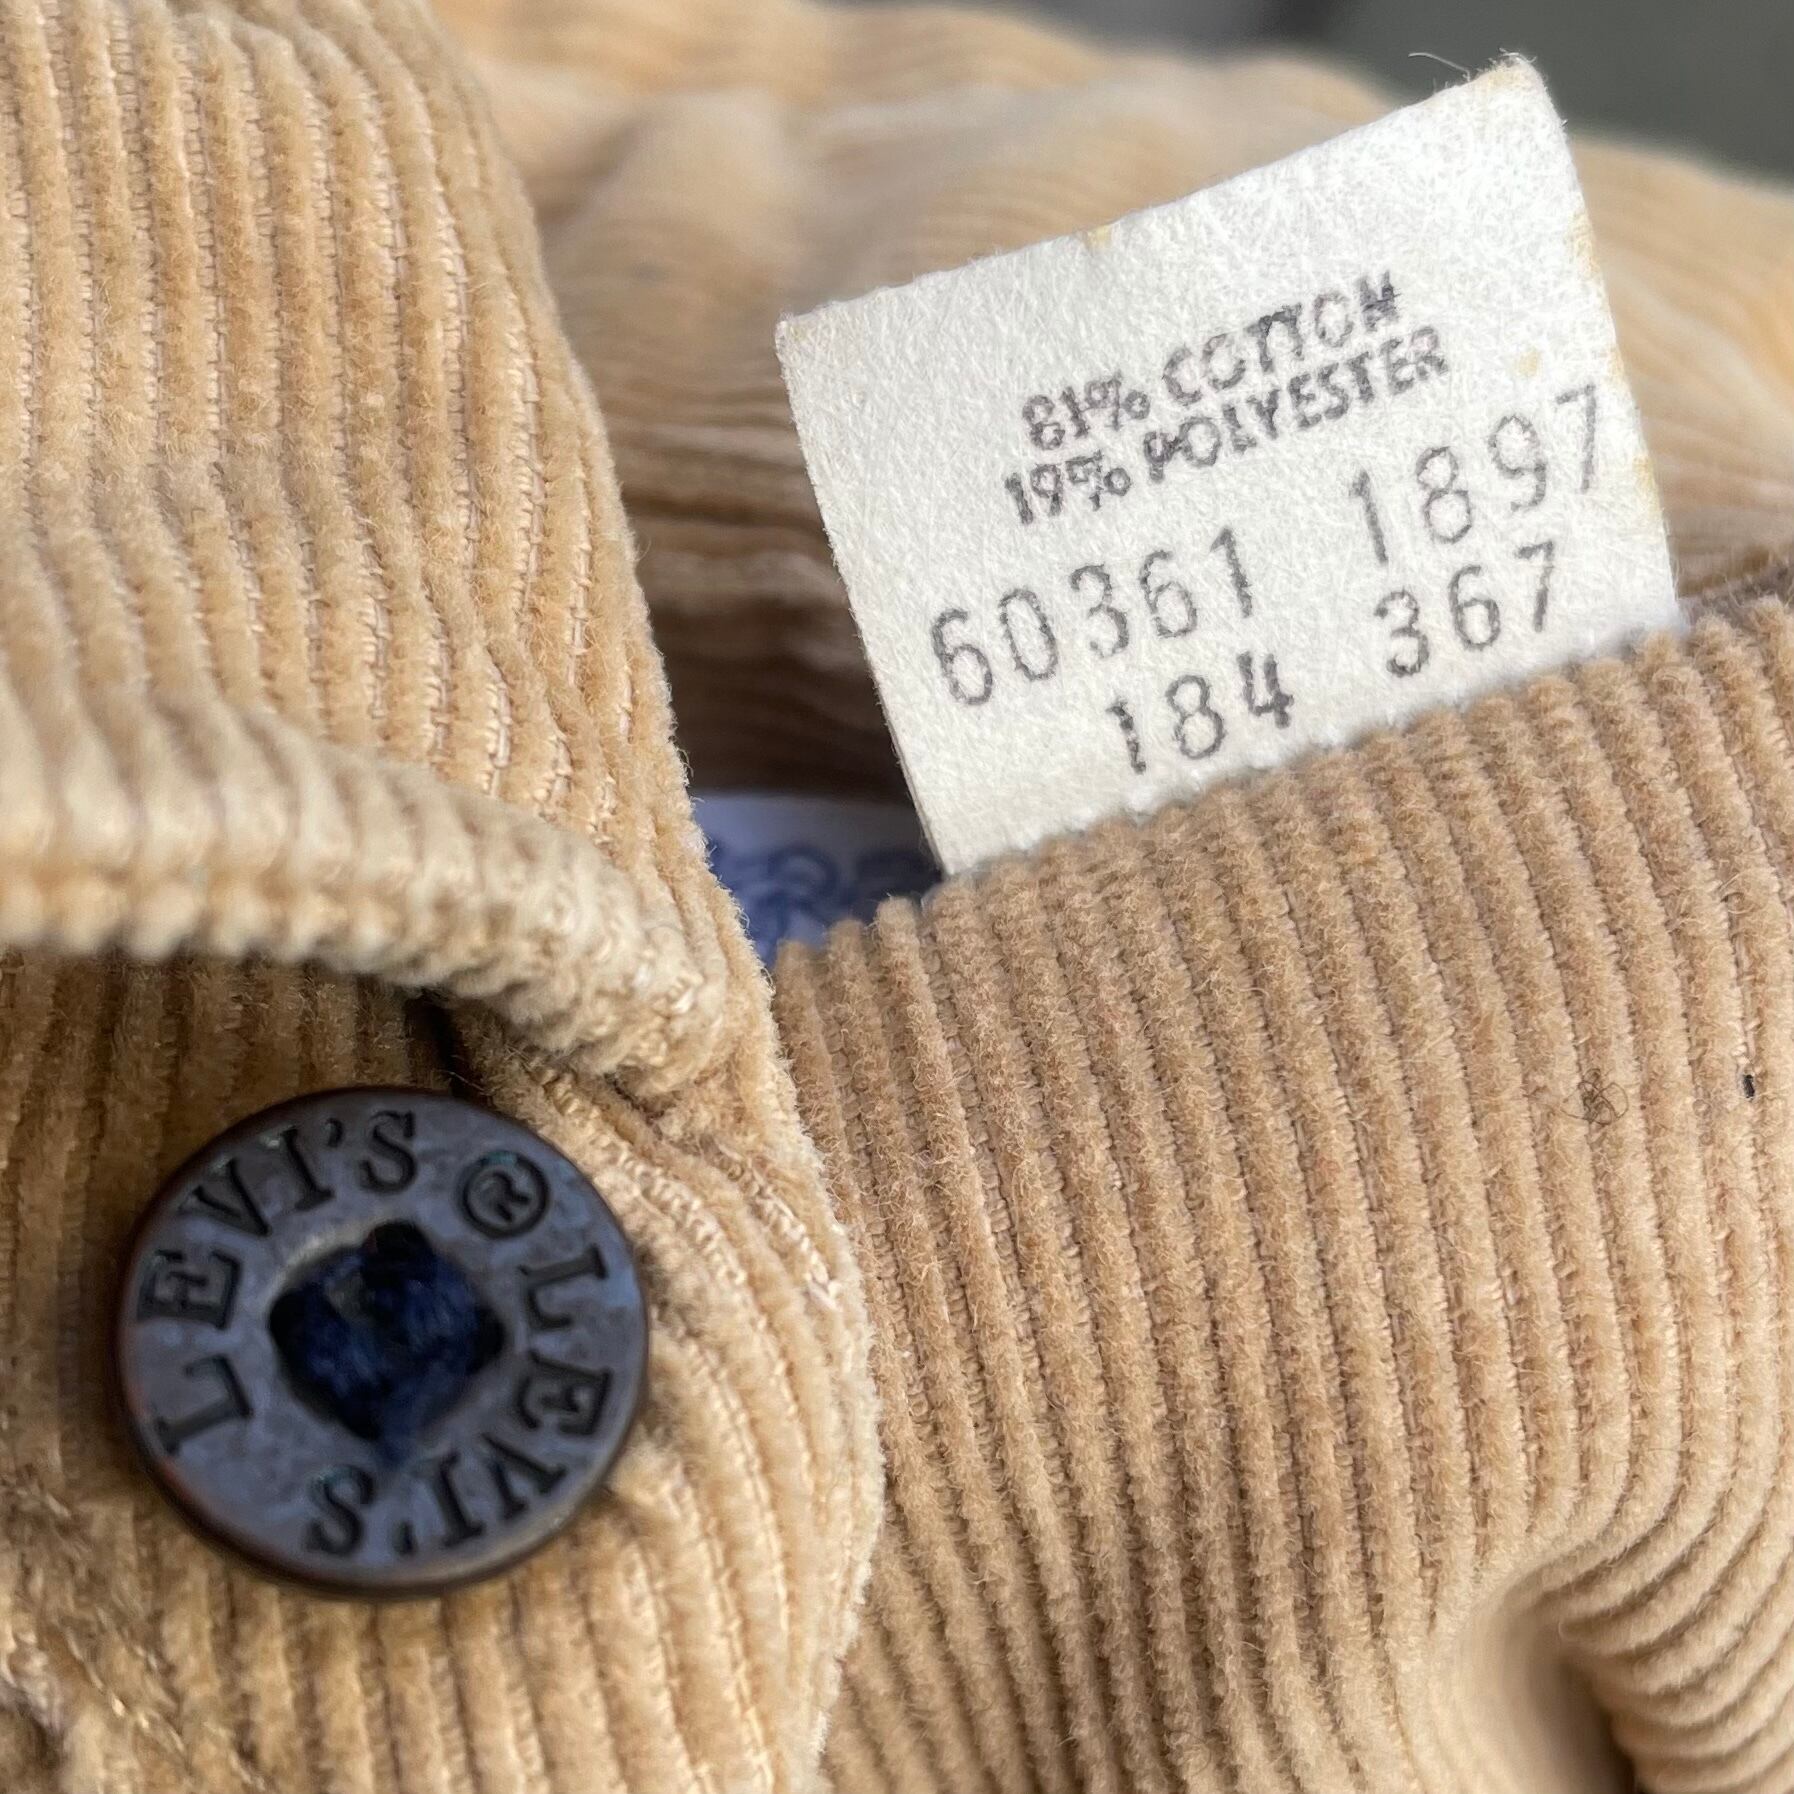 81% COTTON
19% POLYESTER
60361 1897
184 367
LEVI'S ® LEVI'S